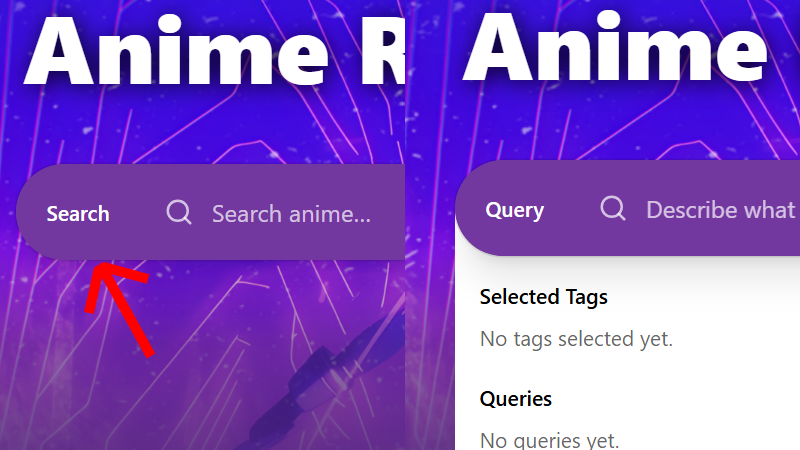 Anime R
Search
Search anime...
Anime
Query
Describe what
Selected Tags
No tags selected yet.
Queries
No queries yet.